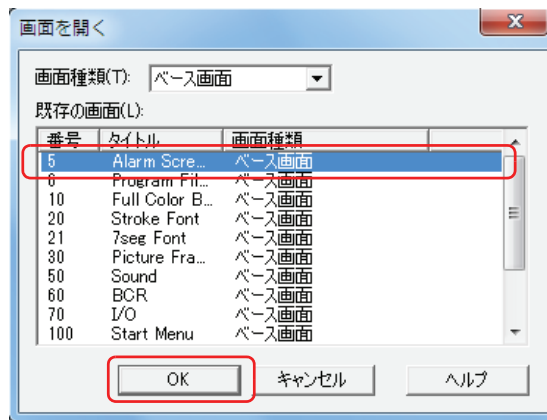 画面を開く
画面種類(T): ベース画面
既存の画面(L):
番号 タイトル 画面種類
5 Alarm Scre... ベース画面
6 Program Fil... ベース画面
10 Full Color B... ベース画面
20 Stroke Font ベース画面
21 7seg Font ベース画面
30 Picture Fra... ベース画面
50 Sound ベース画面
60 BCR ベース画面
70 I/O ベース画面
100 Start Menu ベース画面
OK キャンセル ヘルプ